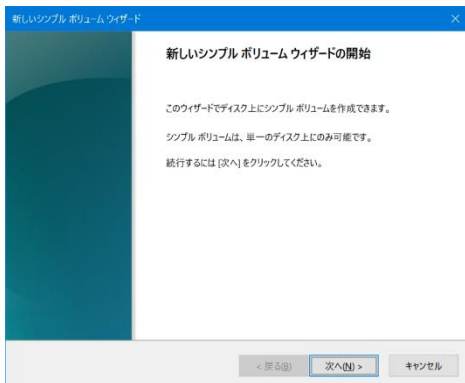 新しいシンプル ボリューム ウィザード
新しいシンプル ボリューム ウィザードの開始
このウィザードでディスク上にシンプル ボリュームを作成できます。
シンプル ボリュームは、単一のディスク上にのみ可能です。
続行するには [次へ] をクリックしてください。
< 戻る(B)
次へ(N) >
キャンセル